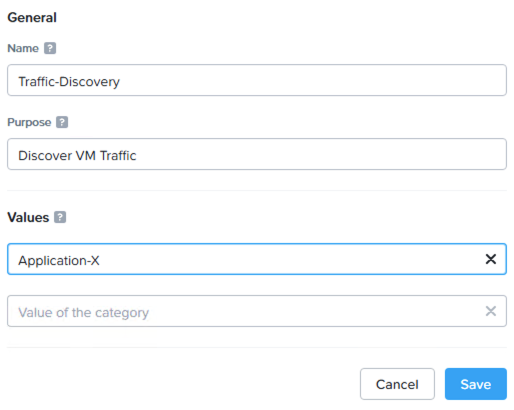 General
Name ?
Traffic-Discovery
Purpose ?
Discover VM Traffic
Values ?
Application-X
Value of the category
Cancel Save